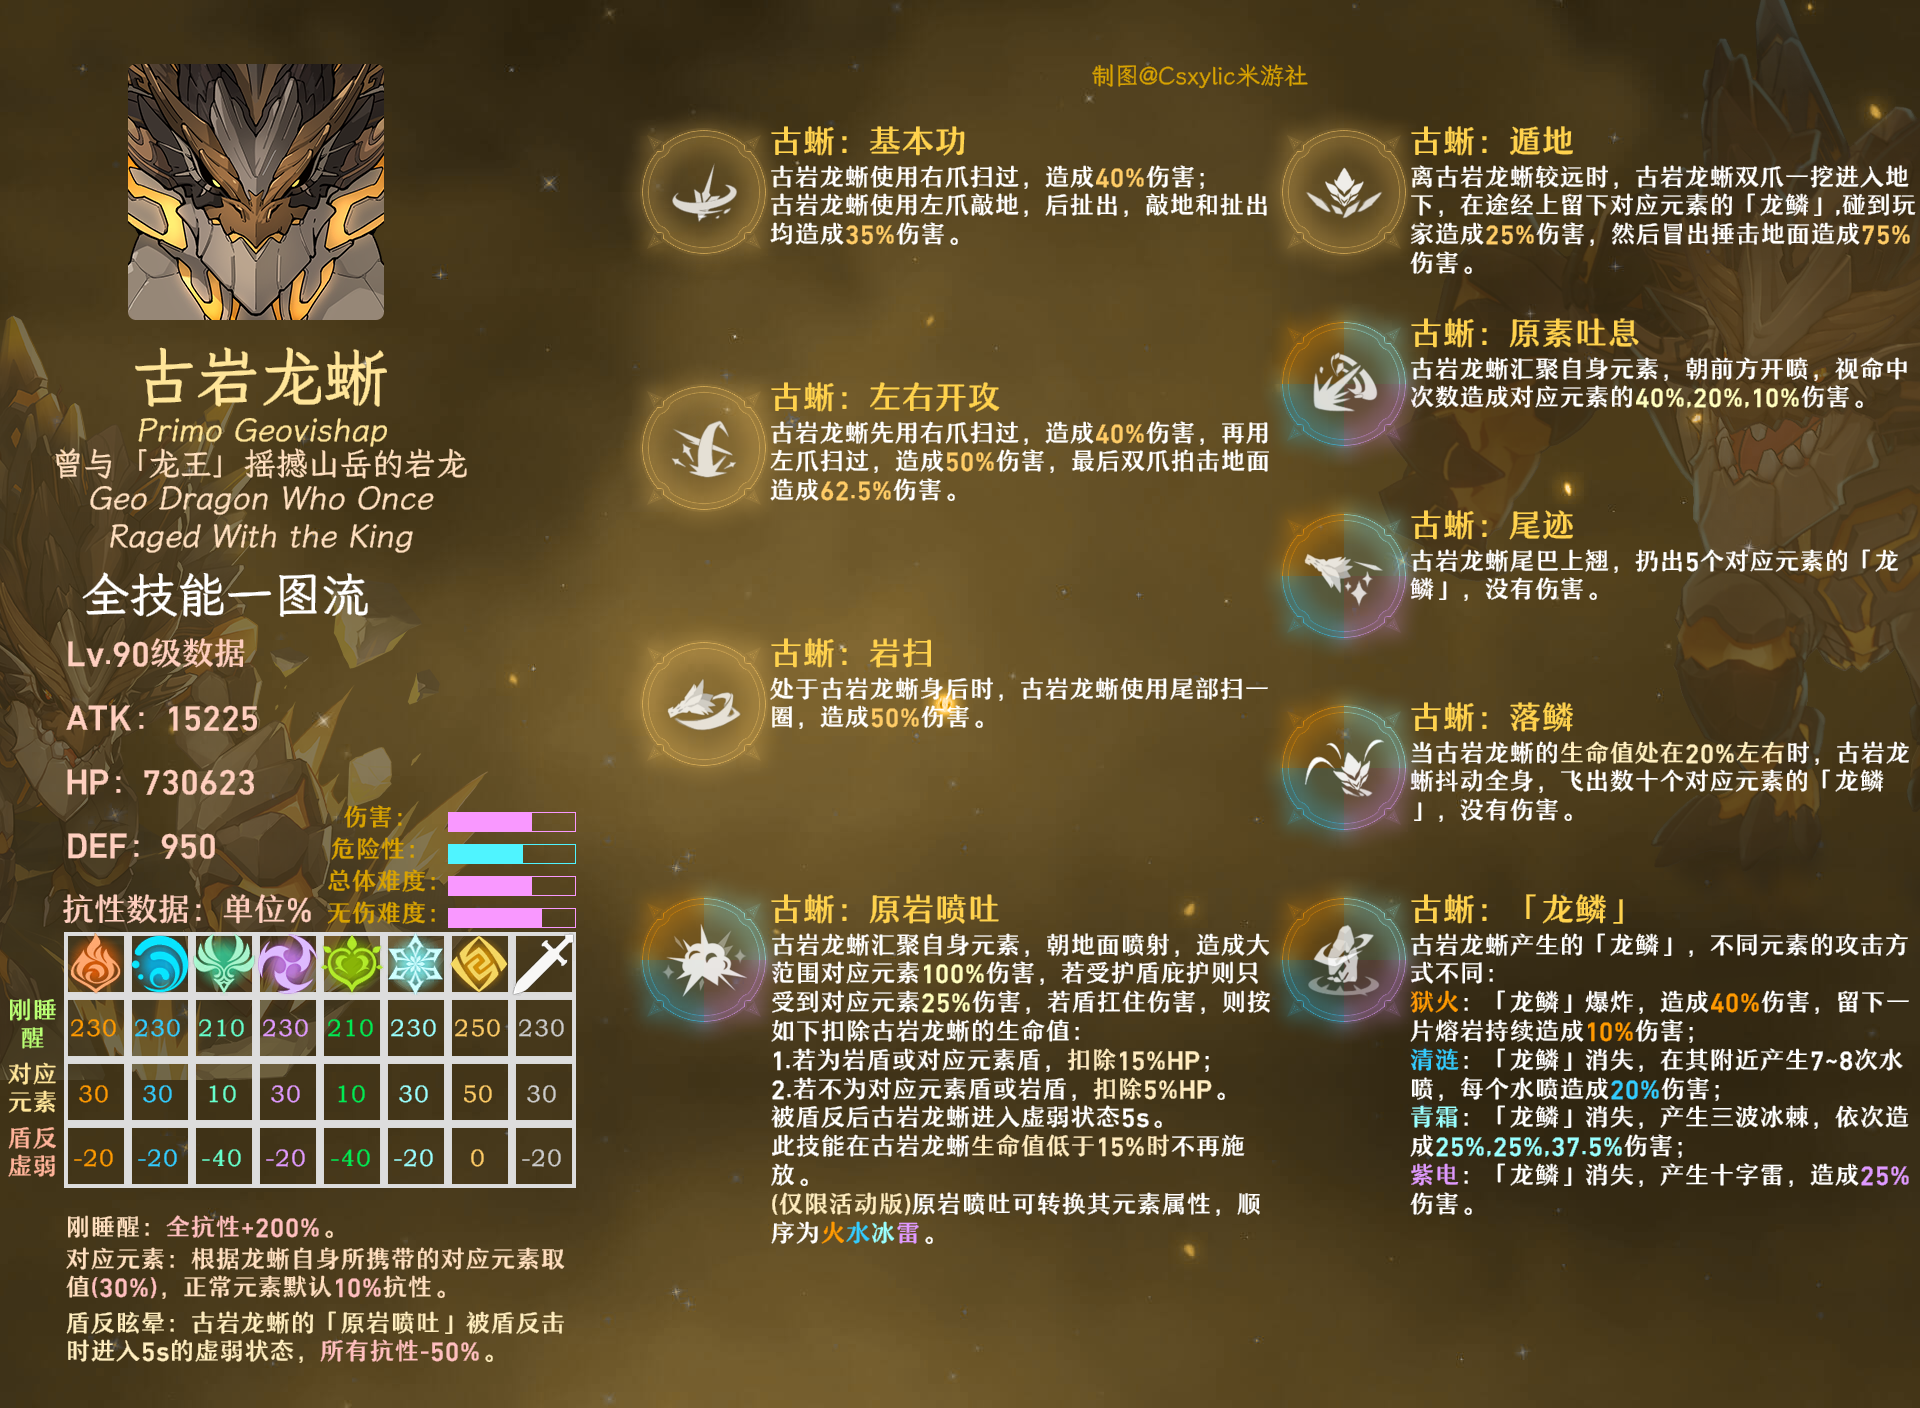 制图@Csxylic米游社
古岩龙蜥
Primo Geovishap
曾与「龙王」摇撼山岳的岩龙
Geo Dragon Who Once
Raged With the King
全技能一图流
Lv.90级数据
ATK：15225
HP：730623
DEF：950
伤害：
危险性：
总体难度：
无伤难度：
抗性数据：单位%
刚睡醒 230 230 210 230 210 230 250 230
对应元素 30 30 10 30 10 30 50 30
盾反虚弱 -20 -20 -40 -20 -40 -20 0 -20
刚睡醒：全抗性+200%。
对应元素：根据龙蜥自身所携带的对应元素取
值(30%)，正常元素默认10%抗性。
盾反眩晕：古岩龙蜥的「原岩喷吐」被盾反击
时进入5s的虚弱状态，所有抗性-50%。
古蜥：基本功
古岩龙蜥使用右爪扫过，造成40%伤害；
古岩龙蜥使用左爪敲地，后扯出，敲地和扯出
均造成35%伤害。
古蜥：左右开攻
古岩龙蜥先用右爪扫过，造成40%伤害，再用
左爪扫过，造成50%伤害，最后双爪拍击地面
造成62.5%伤害。
古蜥：岩扫
处于古岩龙蜥身后时，古岩龙蜥使用尾部扫一
圈，造成50%伤害。
古蜥：原岩喷吐
古岩龙蜥汇聚自身元素，朝地面喷射，造成大
范围对应元素100%伤害，若受护盾庇护则只
受到对应元素25%伤害，若盾扛住伤害，则按
如下扣除古岩龙蜥的生命值：
1.若为岩盾或对应元素盾，扣除15%HP；
2.若不为对应元素盾或岩盾，扣除5%HP。
被盾反后古岩龙蜥进入虚弱状态5s。
此技能在古岩龙蜥生命值低于15%时不再施
放。
(仅限活动版)原岩喷吐可转换其元素属性，顺
序为火水冰雷。
古蜥：遁地
离古岩龙蜥较远时，古岩龙蜥双爪一挖进入地
下，在途经上留下对应元素的「龙鳞」,碰到玩
家造成25%伤害，然后冒出捶击地面造成75%
伤害。
古蜥：原素吐息
古岩龙蜥汇聚自身元素，朝前方开喷，视命中
次数造成对应元素的40%,20%,10%伤害。
古蜥：尾迹
古岩龙蜥尾巴上翘，扔出5个对应元素的「龙
鳞」，没有伤害。
古蜥：落鳞
当古岩龙蜥的生命值处在20%左右时，古岩龙
蜥抖动全身，飞出数十个对应元素的「龙鳞
」，没有伤害。
古蜥：「龙鳞」
古岩龙蜥产生的「龙鳞」，不同元素的攻击方
式不同：
狱火：「龙鳞」爆炸，造成40%伤害，留下一
片熔岩持续造成10%伤害；
清涟：「龙鳞」消失，在其附近产生7~8次水
喷，每个水喷造成20%伤害；
青霜：「龙鳞」消失，产生三波冰棘，依次造
成25%,25%,37.5%伤害；
紫电：「龙鳞」消失，产生十字雷，造成25%
伤害。